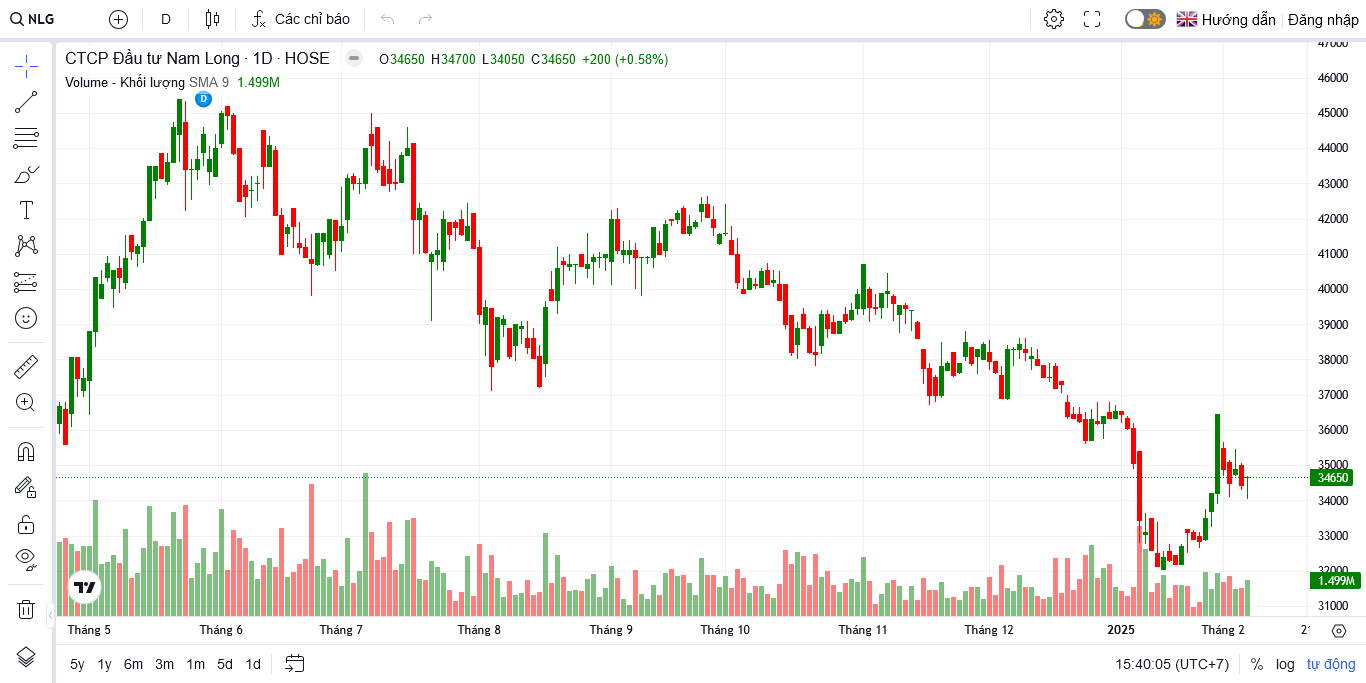 NLG D Các chỉ báo Hướng dẫn Đăng nhập
CTCP Đầu tư Nam Long · 1D · HOSE O34650 H34700 L34050 C34650 +200 (+0.58%)
Volume - Khối lượng SMA 9 1.499M
D
47000
46000
45000
44000
43000
42000
41000
40000
39000
38000
37000
36000
35000
34650
34000
33000
32000
1.499M
31000
Tháng 5 Tháng 6 Tháng 7 Tháng 8 Tháng 9 Tháng 10 Tháng 11 Tháng 12 2025 Tháng 2
5y 1y 6m 3m 1m 5d 1d 15:40:05 (UTC+7) % log tự động